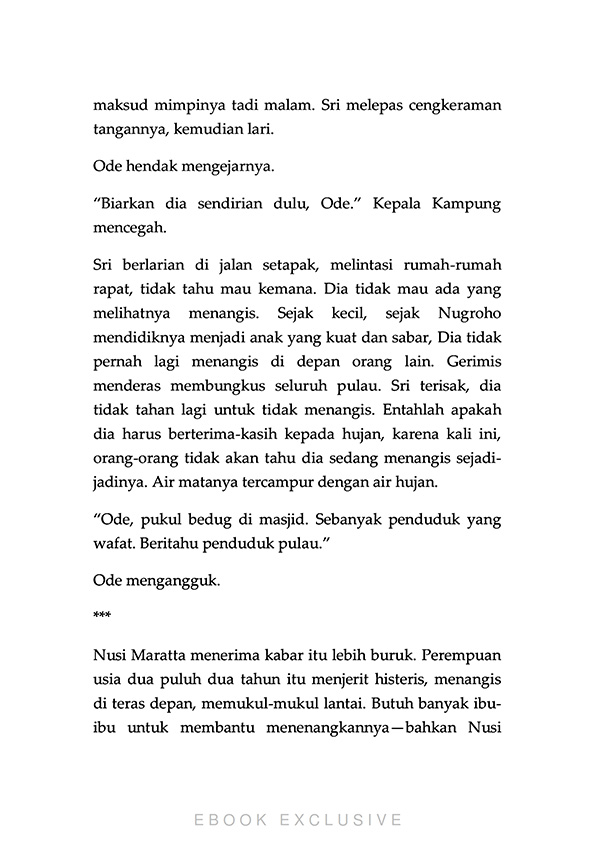 maksud mimpinya tadi malam. Sri melepas cengkeraman
tangannya, kemudian lari.
Ode hendak mengejarnya.
“Biarkan dia sendirian dulu, Ode.” Kepala Kampung
mencegah.
Sri berlarian di jalan setapak, melintasi rumah-rumah
rapat, tidak tahu mau kemana. Dia tidak mau ada yang
melihatnya menangis. Sejak kecil, sejak Nugroho
mendidiknya menjadi anak yang kuat dan sabar, Dia tidak
pernah lagi menangis di depan orang lain. Gerimis
menderas membungkus seluruh pulau. Sri terisak, dia
tidak tahan lagi untuk tidak menangis. Entahlah apakah
dia harus berterima-kasih kepada hujan, karena kali ini,
orang-orang tidak akan tahu dia sedang menangis sejadi-
jadinya. Air matanya tercampur dengan air hujan.
“Ode, pukul bedug di masjid. Sebanyak penduduk yang
wafat. Beritahu penduduk pulau.”
Ode mengangguk.
***
Nusi Maratta menerima kabar itu lebih buruk. Perempuan
usia dua puluh dua tahun itu menjerit histeris, menangis
di teras depan, memukul-mukul lantai. Butuh banyak ibu-
ibu untuk membantu menenangkannya—bahkan Nusi
EBOOK EXCLUSIVE